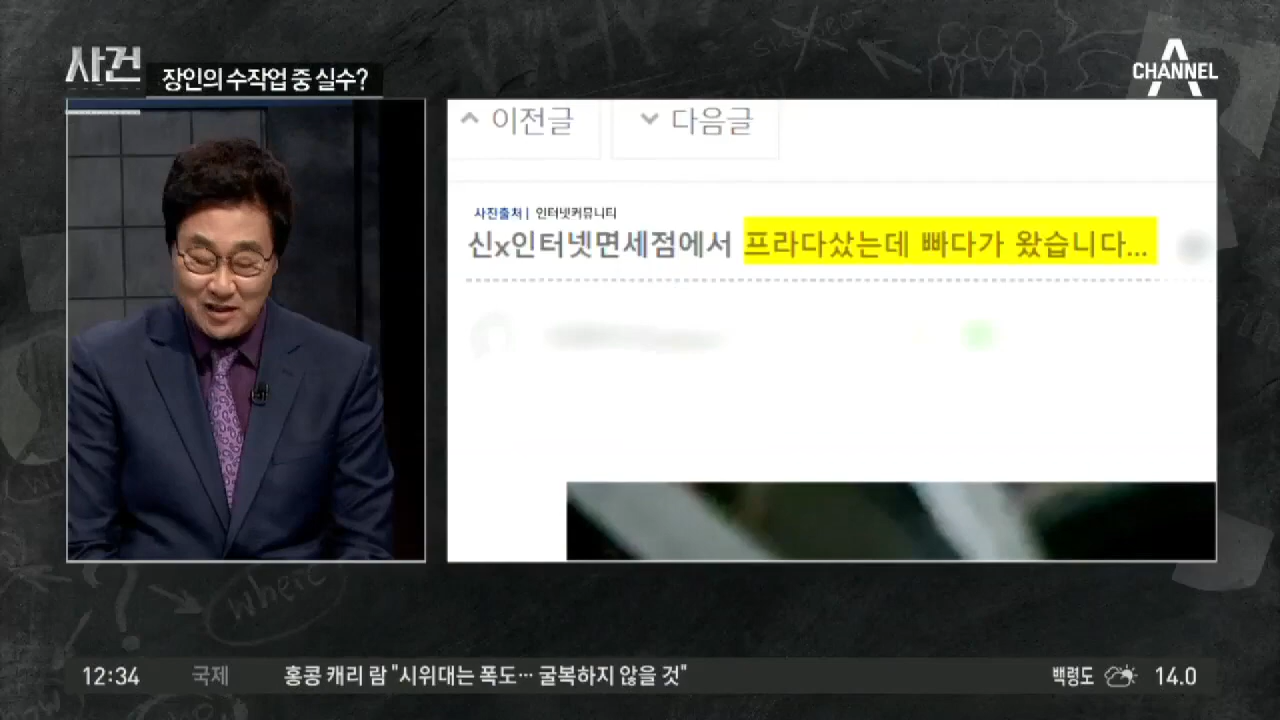 사건
장인의 수작업 중 실수?
CHANNEL A
이전글
다음글
사진출처 | 인터넷커뮤니티
신x인터넷면세점에서 프라다샀는데 빠다가 왔습니다...
where
12:34 국제 홍콩 캐리 람 "시위대는 폭도… 굴복하지 않을 것" 백령도 14.0